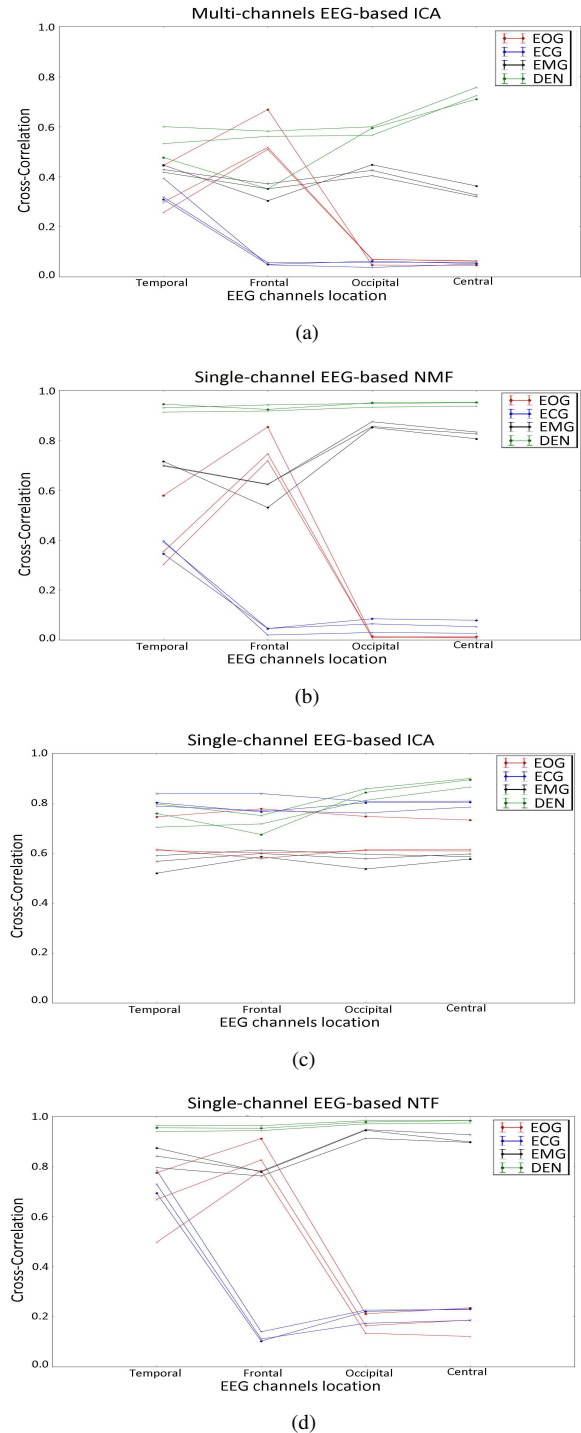 Multi-channels EEG-based ICA
EOG
ECG
EMG
DEN
Cross-Correlation
1.0
0.8
0.6
0.4
0.2
0.0
Temporal Frontal Occipital Central
EEG channels location
(a)
Single-channel EEG-based NMF
EOG
ECG
EMG
DEN
Cross-Correlation
1.0
0.8
0.6
0.4
0.2
0.0
Temporal Frontal Occipital Central
EEG channels location
(b)
Single-channel EEG-based ICA
EOG
ECG
EMG
DEN
Cross-Correlation
1.0
0.8
0.6
0.4
0.2
0.0
Temporal Frontal Occipital Central
EEG channels location
(c)
Single-channel EEG-based NTF
EOG
ECG
EMG
DEN
Cross-Correlation
1.0
0.8
0.6
0.4
0.2
0.0
Temporal Frontal Occipital Central
EEG channels location
(d)